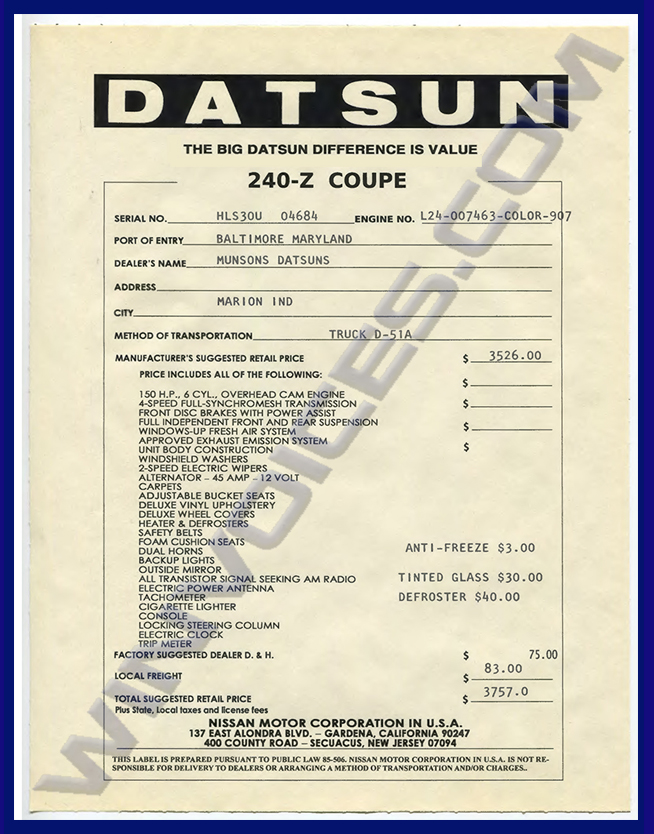 DATSUN
THE BIG DATSUN DIFFERENCE IS VALUE
240-Z COUPE
SERIAL NO. HLS30U 04684 ENGINE NO. L24-007463-COLOR-907
PORT OF ENTRY BALTIMORE MARYLAND
DEALER'S NAME MUNSONS DATSUNS
ADDRESS
MARION IND
CITY
METHOD OF TRANSPORTATION TRUCK D-51A
MANUFACTURER'S SUGGESTED RETAIL PRICE $ 3526.00
PRICE INCLUDES ALL OF THE FOLLOWING: $
150 H.P., 6 CYL., OVERHEAD CAM ENGINE
4-SPEED FULL-SYNCHROMESH TRANSMISSION $
FRONT DISC BRAKES WITH POWER ASSIST
FULL INDEPENDENT FRONT AND REAR SUSPENSION
WINDOWS-UP FRESH AIR SYSTEM $
APPROVED EXHAUST EMISSION SYSTEM
UNIT BODY CONSTRUCTION $
WINDSHIELD WASHERS
2-SPEED ELECTRIC WIPERS
ALTERNATOR – 45 AMP – 12 VOLT
CARPETS
ADJUSTABLE BUCKET SEATS
DELUXE VINYL UPHOLSTERY
DELUXE WHEEL COVERS
HEATER & DEFROSTERS
SAFETY BELTS
FOAM CUSHION SEATS
DUAL HORNS ANTI-FREEZE $3.00
BACKUP LIGHTS
OUTSIDE MIRROR
ALL TRANSISTOR SIGNAL SEEKING AM RADIO TINTED GLASS $30.00
ELECTRIC POWER ANTENNA
TACHOMETER DEFROSTER $40.00
CIGARETTE LIGHTER
CONSOLE
LOCKING STEERING COLUMN
ELECTRIC CLOCK
TRIP METER
FACTORY SUGGESTED DEALER D. & H. $ 75.00
LOCAL FREIGHT $ 83.00
TOTAL SUGGESTED RETAIL PRICE $ 3757.0
Plus State, Local taxes and license fees
NISSAN MOTOR CORPORATION IN U.S.A.
137 EAST ALONDRA BLVD. – GARDENA, CALIFORNIA 90247
400 COUNTY ROAD – SECUACUS, NEW JERSEY 07094
THIS LABEL IS PREPARED PURSUANT TO PUBLIC LAW 85-506. NISSAN MOTOR CORPORATION IN U.S.A. IS NOT RE-
SPONSIBLE FOR DELIVERY TO DEALERS OR ARRANGING A METHOD OF TRANSPORTATION AND/OR CHARGES..
WINVOICES.COM